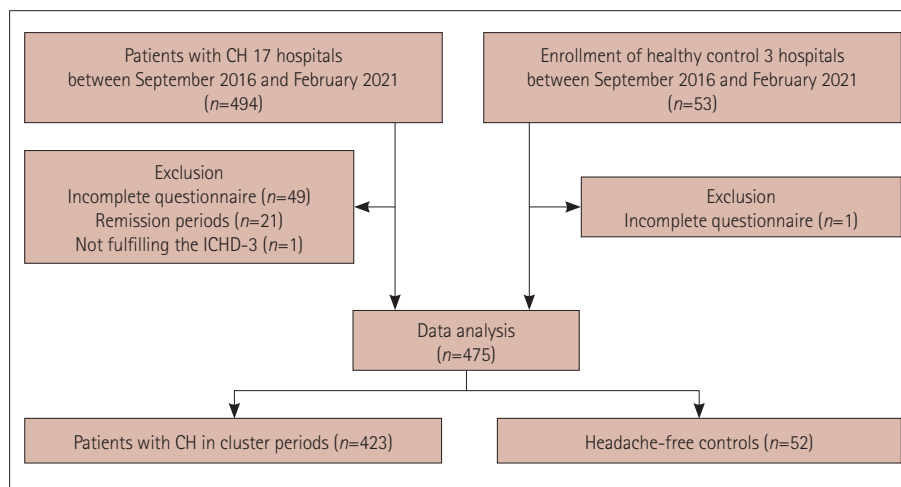 Patients with CH 17 hospitals
between September 2016 and February 2021
(n=494)
Enrollment of healthy control 3 hospitals
between September 2016 and February 2021
(n=53)
Exclusion
Incomplete questionnaire (n=49)
Remission periods (n=21)
Not fulfilling the ICHD-3 (n=1)
Exclusion
Incomplete questionnaire (n=1)
Data analysis
(n=475)
Patients with CH in cluster periods (n=423)
Headache-free controls (n=52)